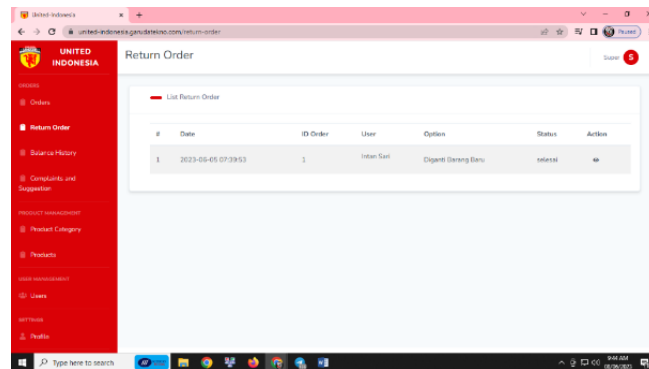 United-Indonesia
united-indonesia.garudatekno.com/return-order
Paused
UNITED
INDONESIA
Return Order
Super S
ORDERS
Orders
Return Order
Balance History
Complaints and
Suggestion
PRODUCT MANAGEMENT
Product Category
Products
USER MANAGEMENT
Users
SETTINGS
Profile
List Return Order
# Date ID Order User Option Status Action
1 2023-06-05 07:39:53 1 Intan Sari Diganti Barang Baru selesai
Type here to search
9:44 AM